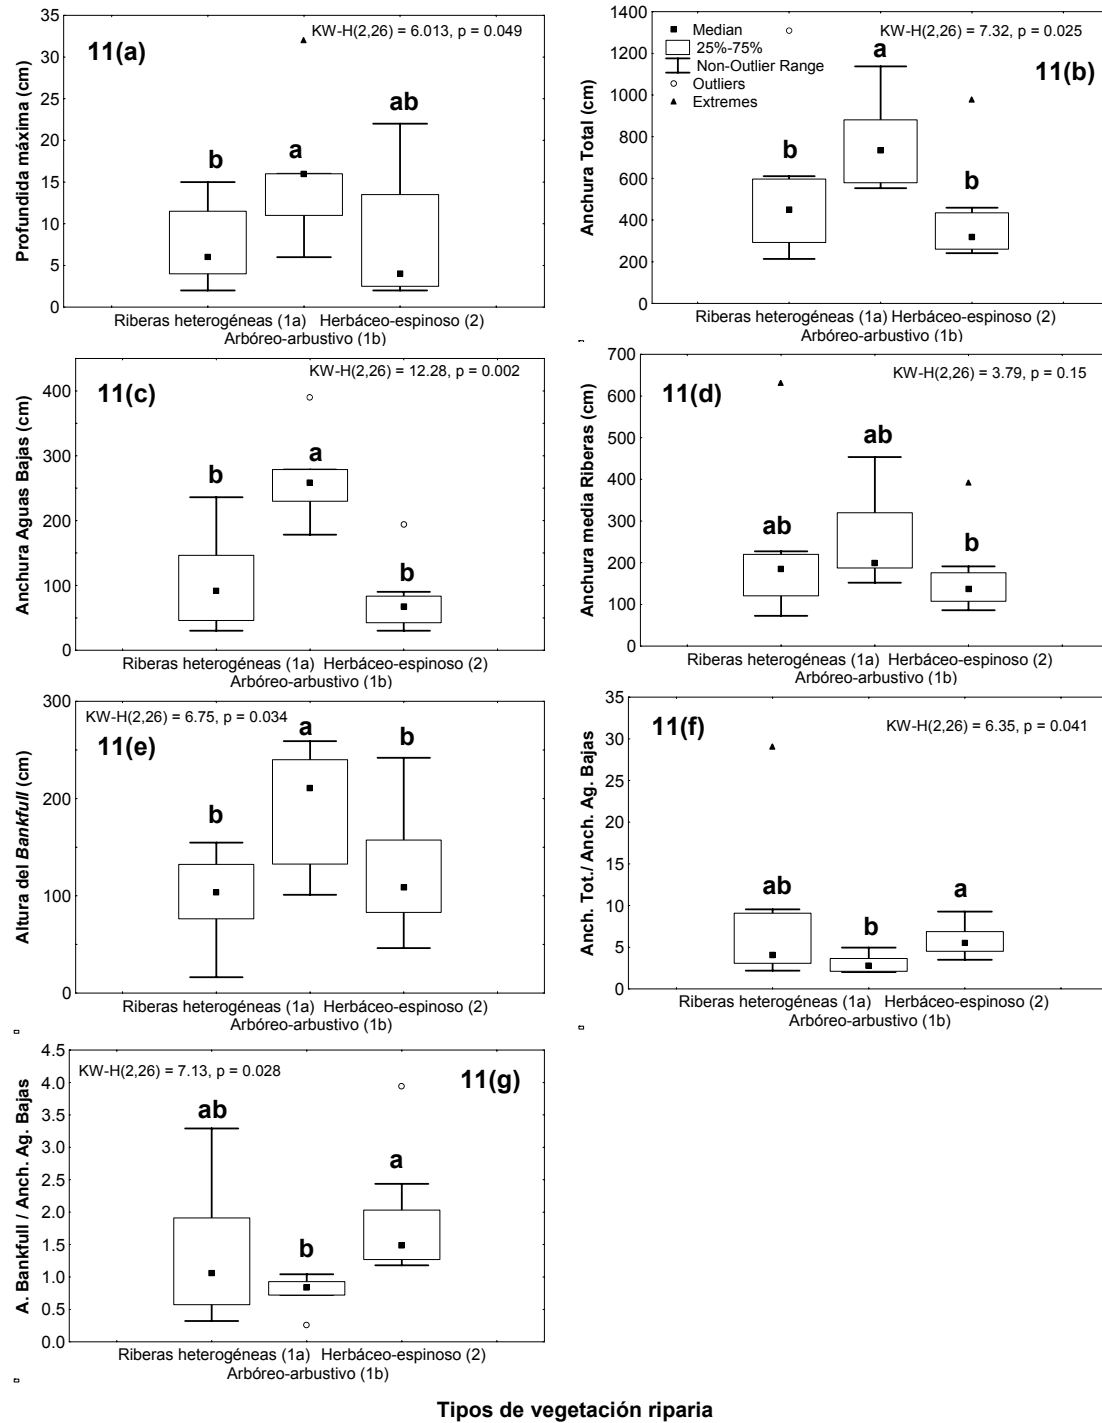 11(a)
KW-H(2,26) = 6.013, p = 0.049
Profundida máxima (cm)
35
30
25
20
15
10
5
0
b
a
ab
Riberas heterogéneas (1a) Herbáceo-espinoso (2)
Arbóreo-arbustivo (1b)
11(b)
KW-H(2,26) = 7.32, p = 0.025
Median
25%-75%
Non-Outlier Range
Outliers
Extremes
Anchura Total (cm)
1400
1200
1000
800
600
400
200
0
b
a
b
Riberas heterogéneas (1a) Herbáceo-espinoso (2)
Arbóreo-arbustivo (1b)
11(c)
KW-H(2,26) = 12.28, p = 0.002
Anchura Aguas Bajas (cm)
400
300
200
100
0
b
a
b
Riberas heterogéneas (1a) Herbáceo-espinoso (2)
Arbóreo-arbustivo (1b)
11(d)
KW-H(2,26) = 3.79, p = 0.15
Anchura media Riberas (cm)
700
600
500
400
300
200
100
0
ab
ab
b
Riberas heterogéneas (1a) Herbáceo-espinoso (2)
Arbóreo-arbustivo (1b)
KW-H(2,26) = 6.75, p = 0.034
11(e)
Altura del Bankfull (cm)
300
200
100
0
b
a
b
Riberas heterogéneas (1a) Herbáceo-espinoso (2)
Arbóreo-arbustivo (1b)
11(f)
KW-H(2,26) = 6.35, p = 0.041
Anch. Tot./ Anch. Ag. Bajas
35
30
25
20
15
10
5
0
ab
b
a
Riberas heterogéneas (1a) Herbáceo-espinoso (2)
Arbóreo-arbustivo (1b)
KW-H(2,26) = 7.13, p = 0.028
11(g)
A. Bankfull / Anch. Ag. Bajas
4.5
4.0
3.5
3.0
2.5
2.0
1.5
1.0
0.5
0.0
ab
b
a
Riberas heterogéneas (1a) Herbáceo-espinoso (2)
Arbóreo-arbustivo (1b)
Tipos de vegetación riparia